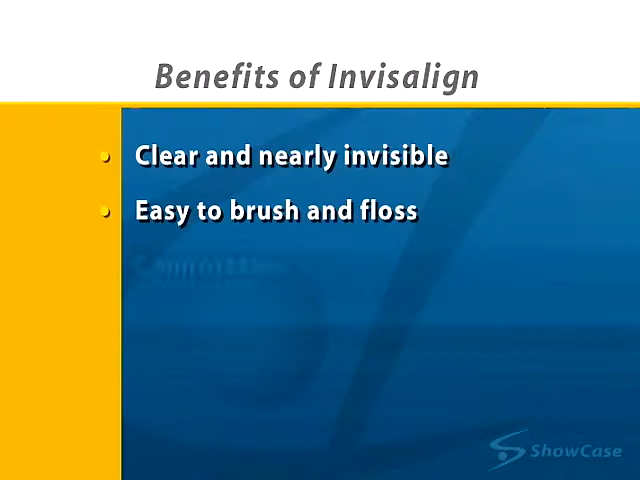 Benefits of Invisalign
• Clear and nearly invisible
• Easy to brush and floss
ShowCase